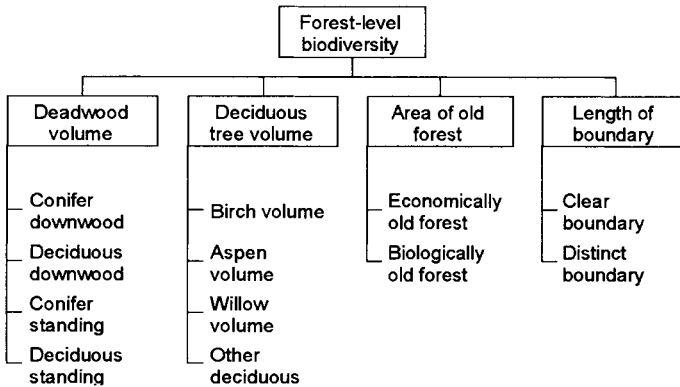 Forest-level
biodiversity
Deadwood
volume
Deciduous
tree volume
Area of old
forest
Length of
boundary
Conifer
downwood
Deciduous
downwood
Conifer
standing
Deciduous
standing
Birch volume
Aspen
volume
Willow
volume
Other
deciduous
Economically
old forest
Biologically
old forest
Clear
boundary
Distinct
boundary